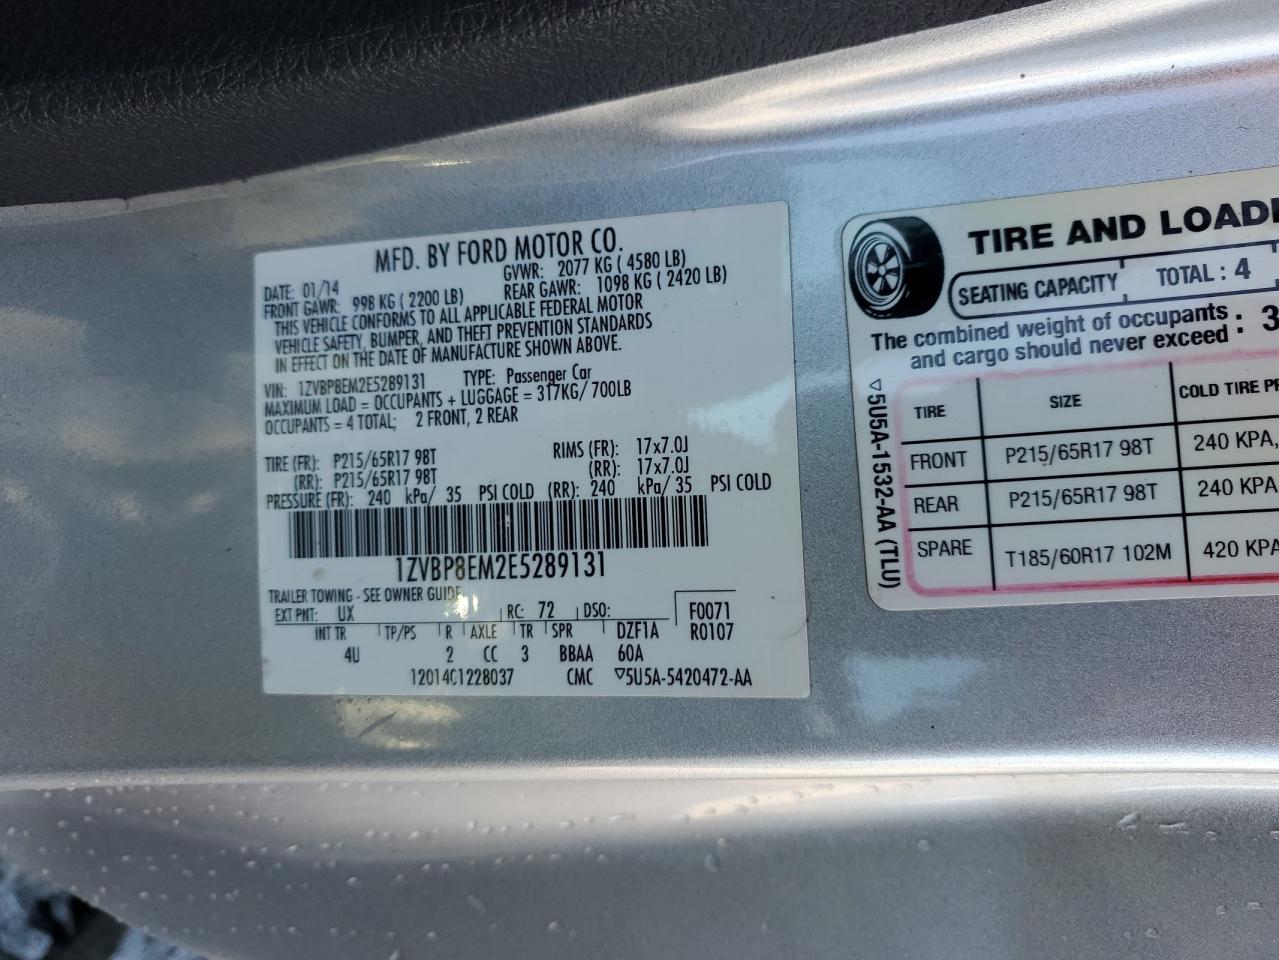 MFD. BY FORD MOTOR CO.
DATE: 01/14 GVWR: 2077 KG ( 4580 LB)
FRONT GAWR: 998 KG ( 2200 LB) REAR GAWR: 1098 KG ( 2420 LB)
THIS VEHICLE CONFORMS TO ALL APPLICABLE FEDERAL MOTOR
VEHICLE SAFETY, BUMPER, AND THEFT PREVENTION STANDARDS
IN EFFECT ON THE DATE OF MANUFACTURE SHOWN ABOVE.
VIN: 1ZVBP8EM2E5289131 TYPE: Passenger Car
MAXIMUM LOAD = OCCUPANTS + LUGGAGE = 317KG/ 700LB
OCCUPANTS = 4 TOTAL; 2 FRONT, 2 REAR
TIRE (FR): P215/65R17 98T RIMS (FR): 17x7.0J
(RR): P215/65R17 98T (RR): 17x7.0J
PRESSURE (FR): 240 kPa/ 35 PSI COLD (RR): 240 kPa/ 35 PSI COLD
1ZVBP8EM2E5289131
TRAILER TOWING - SEE OWNER GUIDE
EXT PNT: UX RC: 72 DSO: F0071
INT TR TP/PS R AXLE TR SPR DZF1A R0107
4U 2 CC 3 BBAA 60A
1201401228037 CMC ▽5U5A-5420472-AA
TIRE AND LOADI
SEATING CAPACITY TOTAL : 4
The combined weight of occupants : 3
and cargo should never exceed
TIRE SIZE COLD TIRE PR
FRONT P215/65R17 98T 240 KPA,
REAR P215/65R17 98T 240 KPA
SPARE T185/60R17 102M 420 KPA
▽5U5A-1532-AA (TLU)